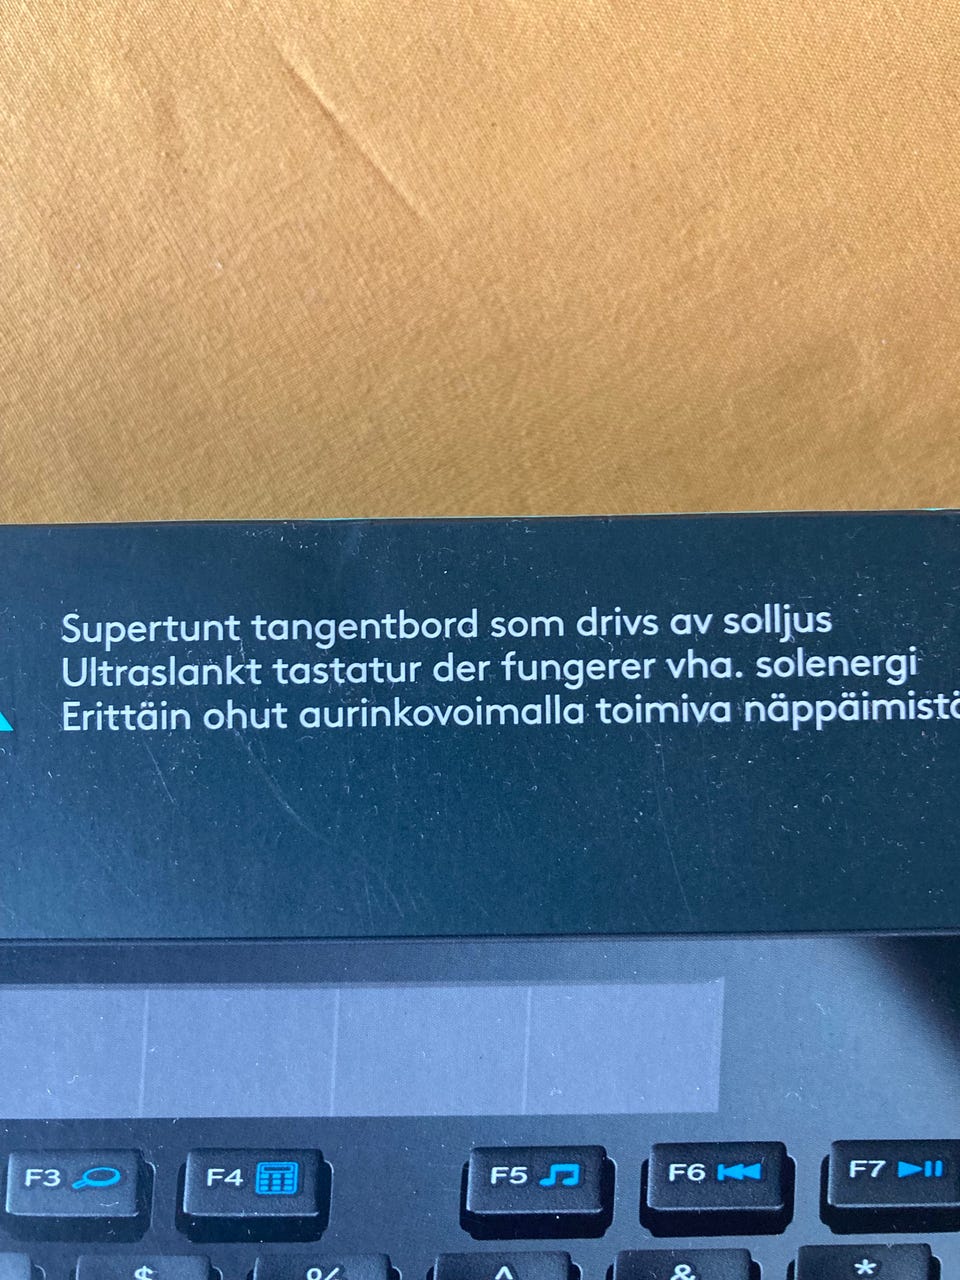 Supertunt tangentbord som drivs av solljus
Ultraslankt tastatur der fungerer vha. solenergi
Erittäin ohut aurinkovoimalla toimiva
F3 F4 F5 F6 F7
$ % ^ & *